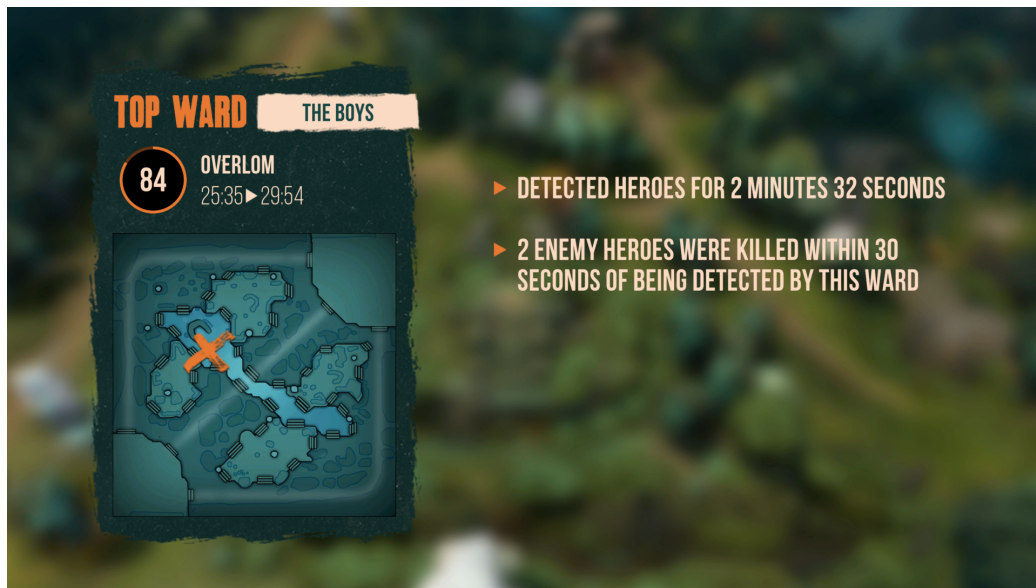 TOP WARD
THE BOYS
84
OVERLOM
25:35▶29:54
▶ DETECTED HEROES FOR 2 MINUTES 32 SECONDS
▶ 2 ENEMY HEROES WERE KILLED WITHIN 30
SECONDS OF BEING DETECTED BY THIS WARD